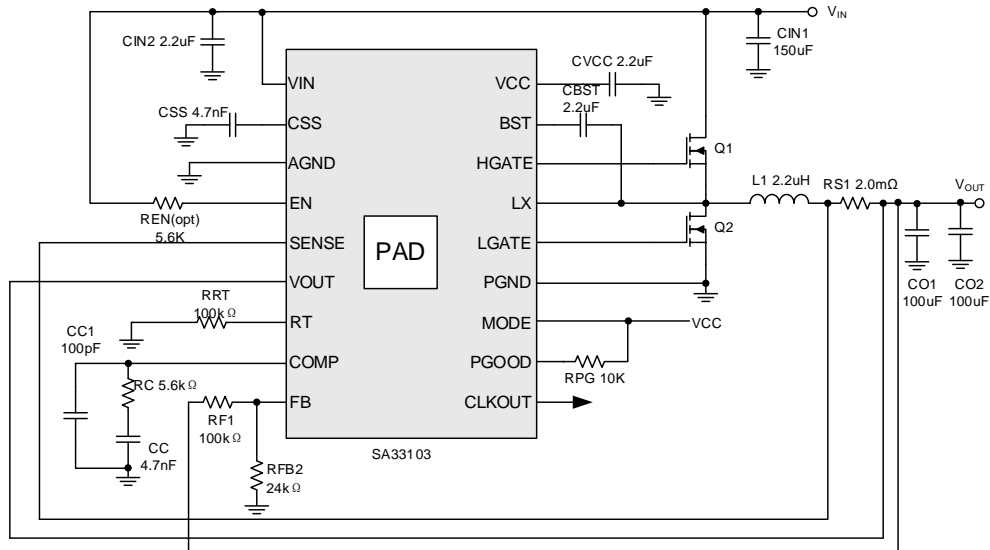 V_IN
CIN2 2.2uF
CIN1
150uF
VIN
VCC
CVCC 2.2uF
CBST
2.2uF
CSS 4.7nF
CSS
BST
AGND
HGATE
Q1
EN
LX
L1 2.2uH
RS1 2.0mΩ
V_OUT
REN(opt)
5.6K
SENSE
PAD
LGATE
Q2
VOUT
PGND
CO1
100uF
CO2
100uF
RRT
100kΩ
RT
MODE
VCC
CC1
100pF
COMP
PGOOD
RPG 10K
RC 5.6kΩ
RF1
100kΩ
FB
CLKOUT
CC
4.7nF
RFB2
24kΩ
SA33103